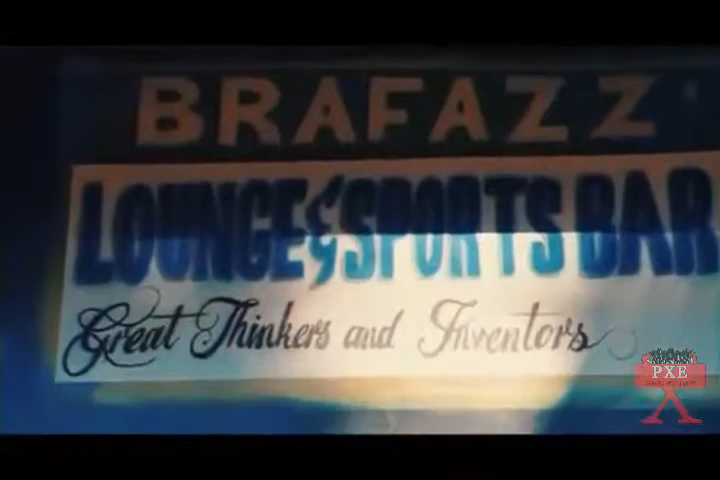 BRAFAZZ
LOUNGE & SPORTS BAR
Great Thinkers and Inventors
PXE